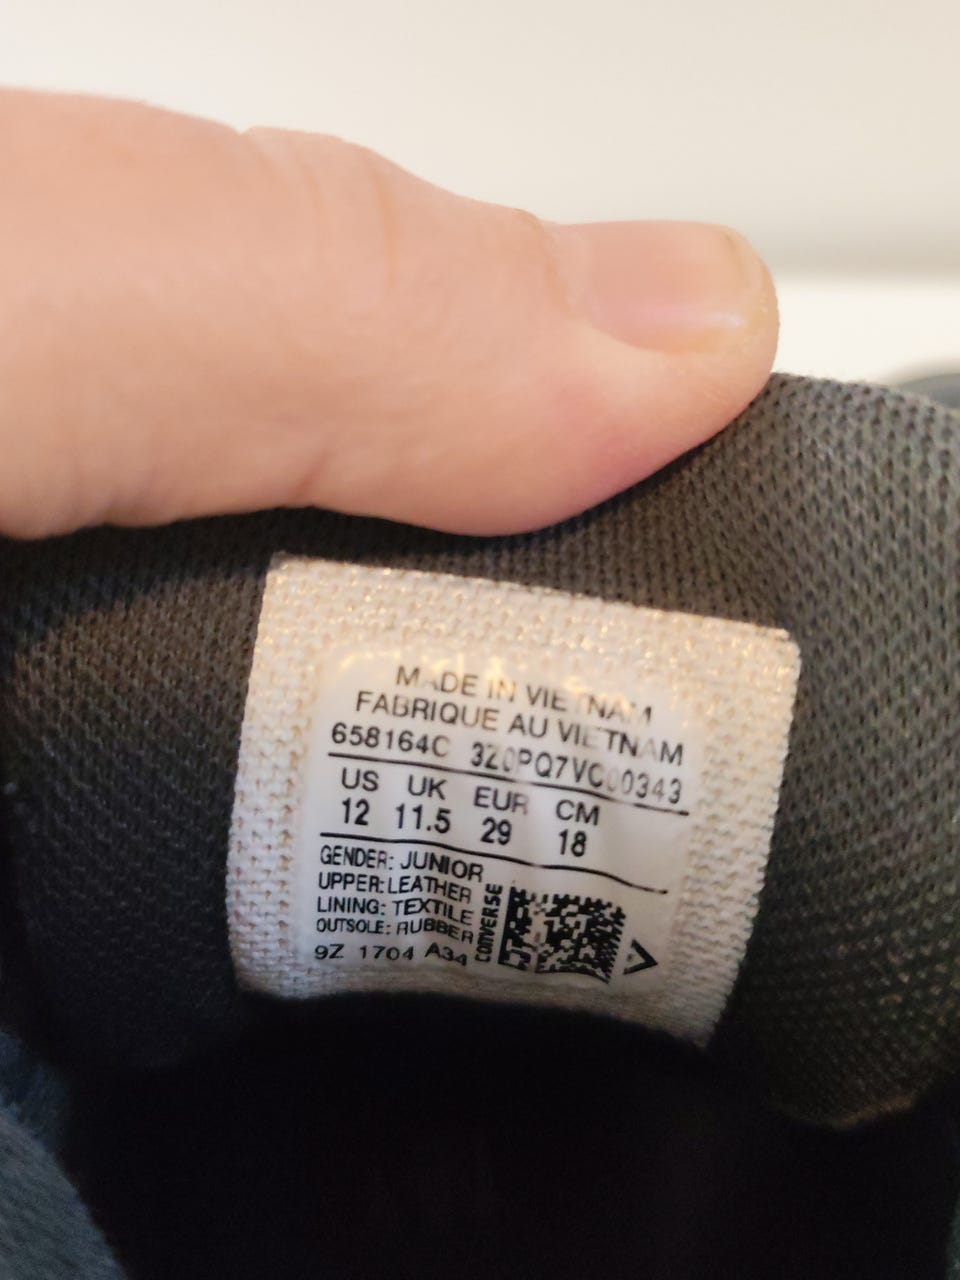 MADE IN VIETNAM
FABRIQUE AU VIETNAM
658164C 3Z0PQ7VC00343
US UK EUR CM
12 11.5 29 18
GENDER: JUNIOR
UPPER: LEATHER
LINING: TEXTILE
OUTSOLE: RUBBER
9Z 1704 A34
CONVERSE